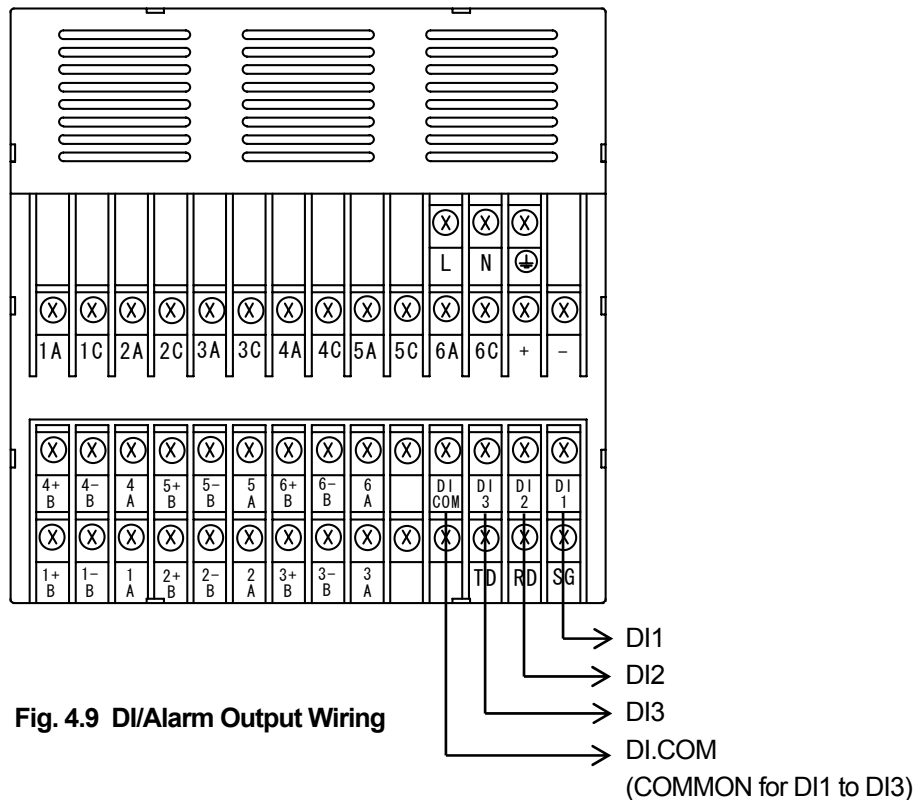 L N
1A 1C 2A 2C 3A 3C 4A 4C 5A 5C 6A 6C + -
4+ 4- 4 5+ 5- 5 6+ 6- 6 DI DI DI DI
B B A B B A B B A COM 3 2 1
1+ 1- 1 2+ 2- 2 3+ 3- 3 TD RD SG
B B A B B A B B A
DI1
DI2
DI3
DI.COM
(COMMON for DI1 to DI3)
Fig. 4.9 DI/Alarm Output Wiring